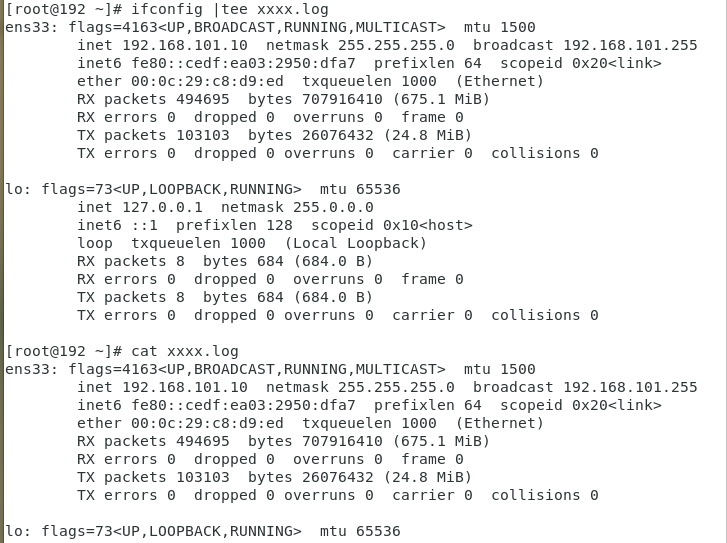 [root@192 ~]# ifconfig |tee xxxx.log
ens33: flags=4163<UP,BROADCAST,RUNNING,MULTICAST>  mtu 1500
        inet 192.168.101.10  netmask 255.255.255.0  broadcast 192.168.101.255
        inet6 fe80::cedf:ea03:2950:dfa7  prefixlen 64  scopeid 0x20<link>
        ether 00:0c:29:c8:d9:ed  txqueuelen 1000  (Ethernet)
        RX packets 494695  bytes 707916410 (675.1 MiB)
        RX errors 0  dropped 0  overruns 0  frame 0
        TX packets 103103  bytes 26076432 (24.8 MiB)
        TX errors 0  dropped 0 overruns 0  carrier 0  collisions 0

lo: flags=73<UP,LOOPBACK,RUNNING>  mtu 65536
        inet 127.0.0.1  netmask 255.0.0.0
        inet6 ::1  prefixlen 128  scopeid 0x10<host>
        loop  txqueuelen 1000  (Local Loopback)
        RX packets 8  bytes 684 (684.0 B)
        RX errors 0  dropped 0  overruns 0  frame 0
        TX packets 8  bytes 684 (684.0 B)
        TX errors 0  dropped 0 overruns 0  carrier 0  collisions 0

[root@192 ~]# cat xxxx.log
ens33: flags=4163<UP,BROADCAST,RUNNING,MULTICAST>  mtu 1500
        inet 192.168.101.10  netmask 255.255.255.0  broadcast 192.168.101.255
        inet6 fe80::cedf:ea03:2950:dfa7  prefixlen 64  scopeid 0x20<link>
        ether 00:0c:29:c8:d9:ed  txqueuelen 1000  (Ethernet)
        RX packets 494695  bytes 707916410 (675.1 MiB)
        RX errors 0  dropped 0  overruns 0  frame 0
        TX packets 103103  bytes 26076432 (24.8 MiB)
        TX errors 0  dropped 0 overruns 0  carrier 0  collisions 0

lo: flags=73<UP,LOOPBACK,RUNNING>  mtu 65536